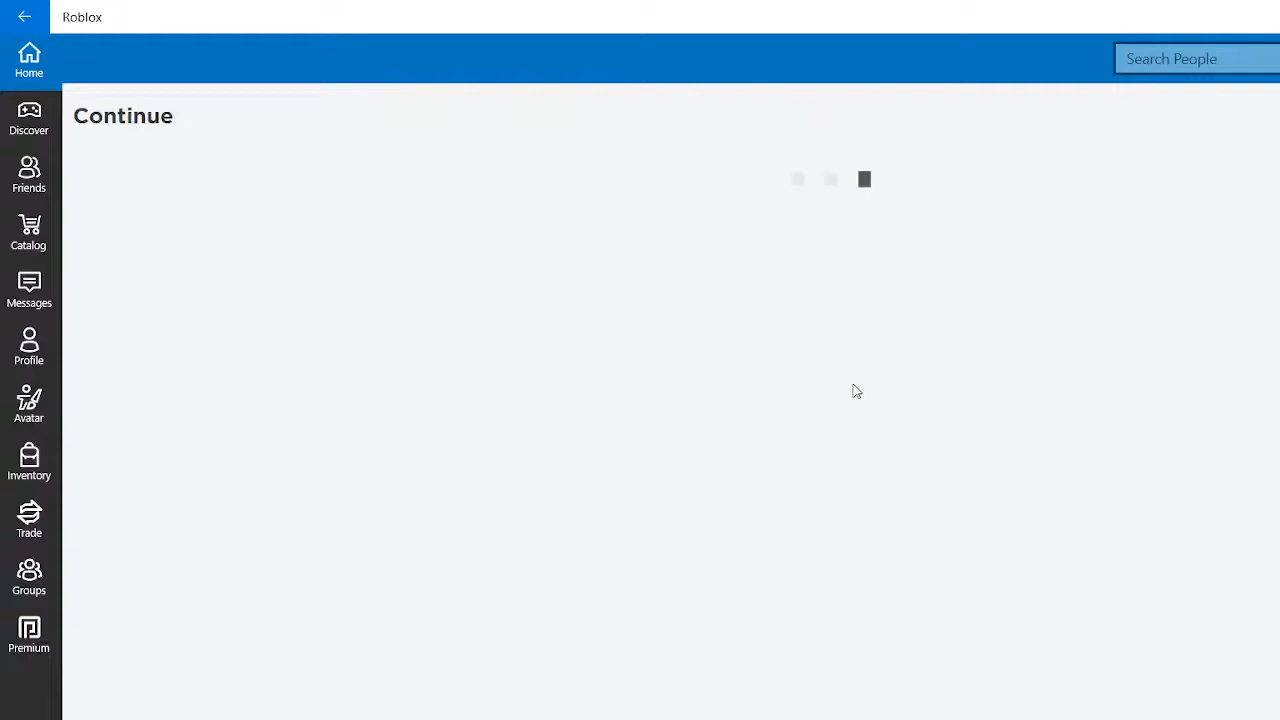 Roblox
Home
Search People
Continue
Discover
Friends
Catalog
Messages
Profile
Avatar
Inventory
Trade
Groups
Premium